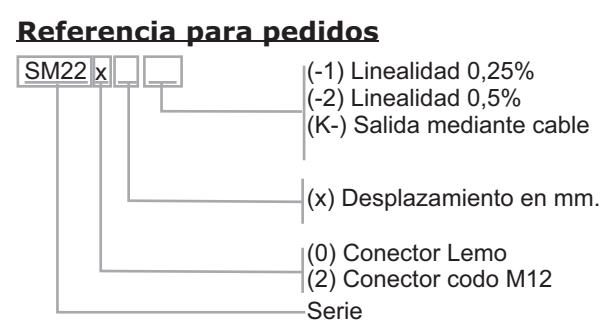 Referencia para pedidos
SM22 x _ __
(-1) Linealidad 0,25%
(-2) Linealidad 0,5%
(K-) Salida mediante cable
(x) Desplazamiento en mm.
(0) Conector Lemo
(2) Conector codo M12
Serie